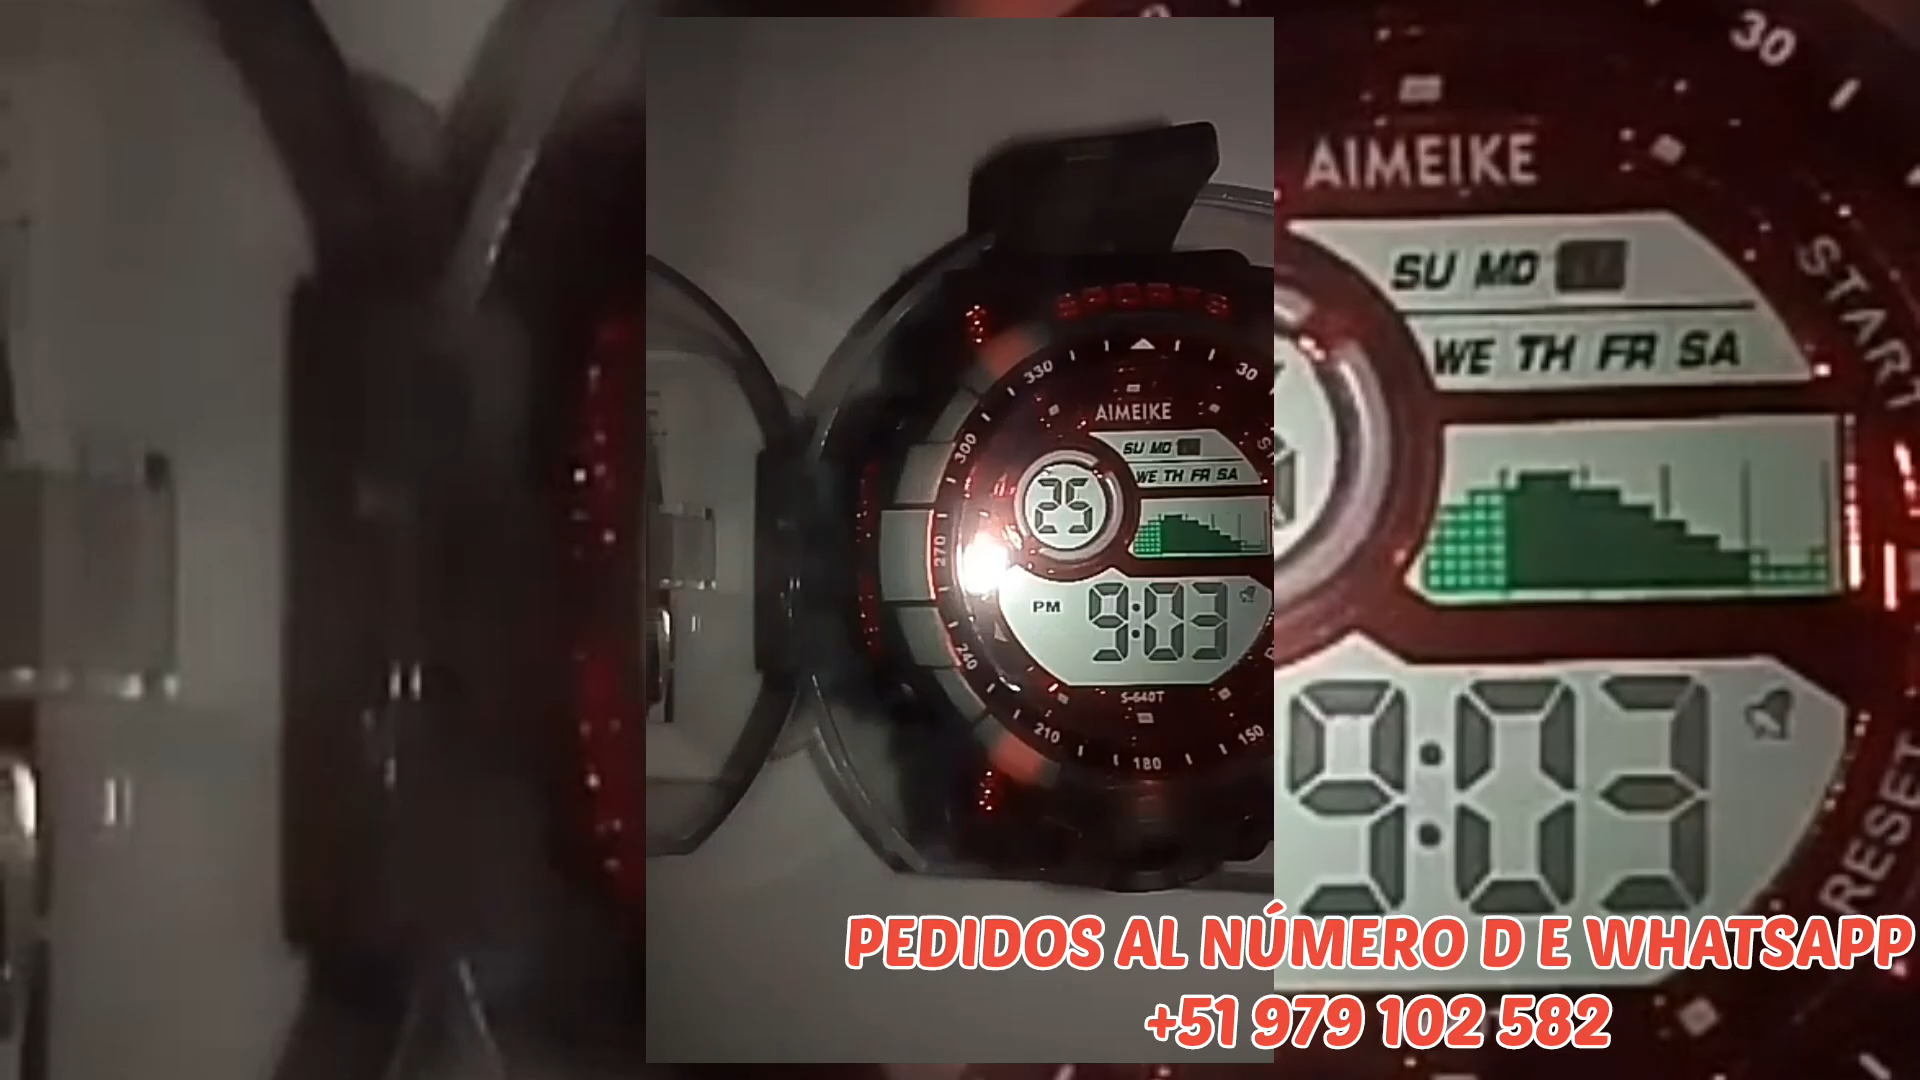 SPORTS
330
30
AIMEIKE
300
SU MO
WE TH FR SA
25
270
PM 9:03
240
S-640T
210
150
180
30
AIMEIKE
START
SU MO
WE TH FR SA
9:03
RESET
PEDIDOS AL NÚMERO D E WHATSAPP
+51 979 102 582